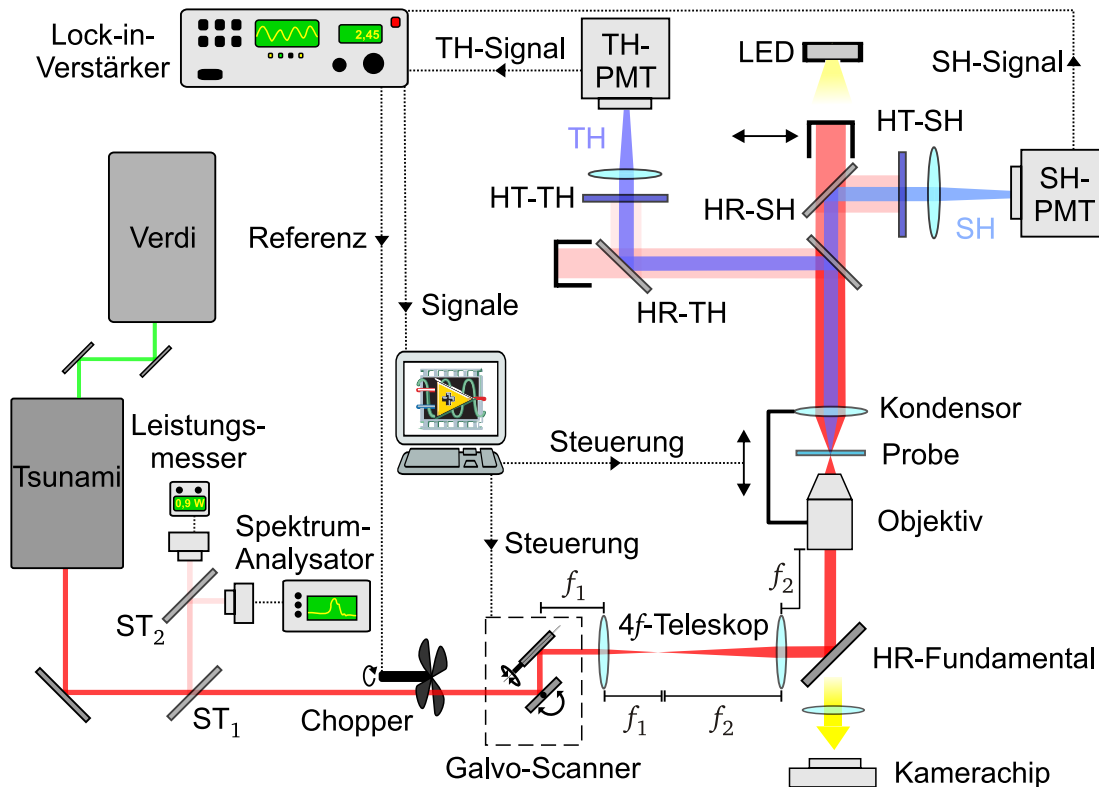 Lock-in-
Verstärker
2,45
TH-Signal
TH-
PMT
LED
SH-Signal
HT-SH
TH
HT-TH
HR-SH
SH-
PMT
SH
Verdi
Referenz
HR-TH
Signale
Kondensor
Leistungs-
messer
Steuerung
Probe
Tsunami
0,9 W
Objektiv
Spektrum-
Analysator
Steuerung
f₁
f₂
ST₂
4f-Teleskop
HR-Fundamental
ST₁
Chopper
f₁
f₂
Galvo-Scanner
Kamerachip